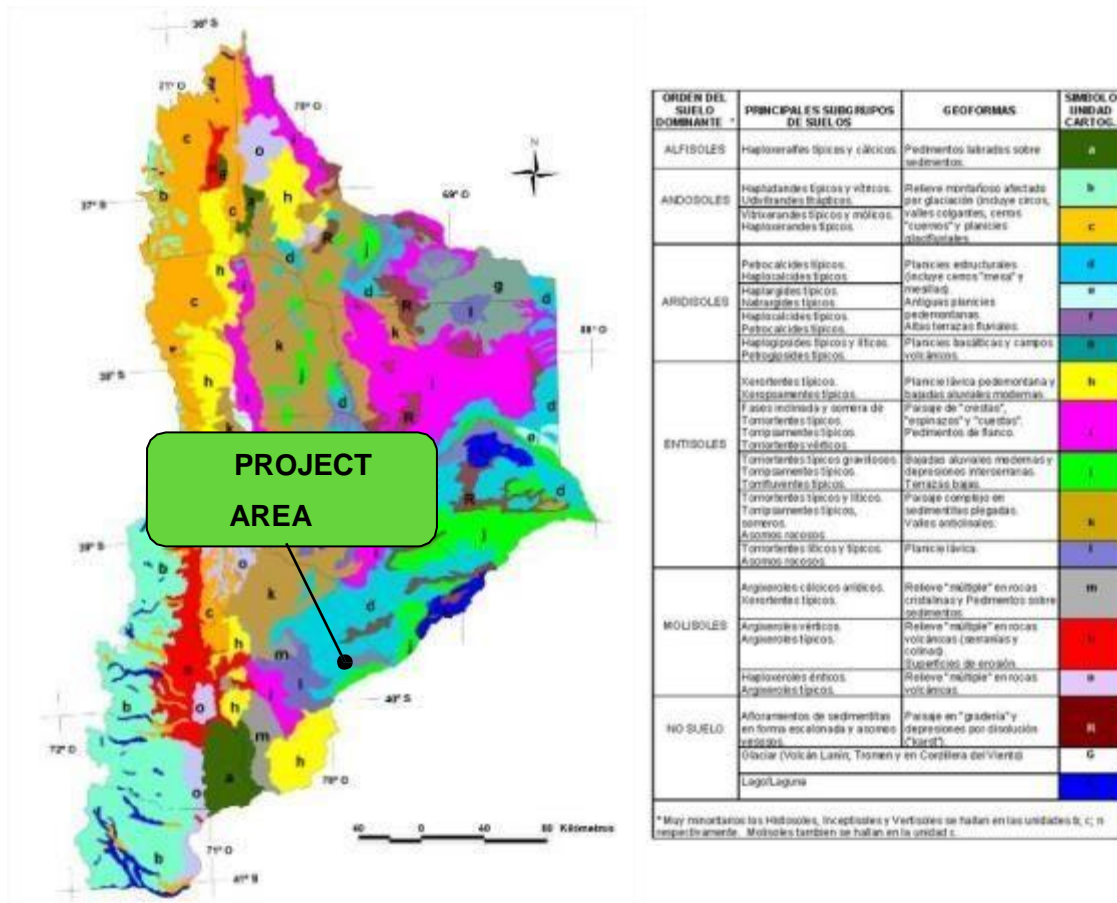 36° S
71° O
70° O
N
37° S
69° O
68° O
38° S
PROJECT
AREA
39° S
40° S
72° O
70° O
71° O
41° S
40 0 40 80 Kilómetros
ORDEN DEL
SUELO
DOMINANTE *
PRINCIPALES SUBGRUPOS
DE SUELOS
GEOFORMAS
SIMBOLO
UNIDAD
CARTOG.
ALFISOLES
Haploxeralfes típicos y cálcicos.
Pedimentos labrados sobre
sedimentos.
a
ANDOSOLES
Hapludandes típicos y vítricos.
Udivitrandes thápticos.
b
Vitrixerandes típicos y mólicos.
Haploxerandes típicos.
c
Relieve montañoso afectado
por glaciación (incluye circos,
valles colgantes, cerros
"cuernos" y planicies
glacifluviales
ARIDISOLES
Petrocalcides típicos.
Haplocalcides típicos.
d
Haplargides típicos.
Natrargides típicos.
e
Haplocalcides típicos.
Petrocalcides típicos.
f
Planicies estructurales
(incluye cerros "mesa" y
mesillas)
Antiguas planicies
pedemontanas.
Altas terrazas fluviales.
Haplogipsides típicos y líticos.
Petrogipsides típicos.
Planicies basálticas y campos
volcánicos.
g
ENTISOLES
Xerortentes típicos.
Xeropsamentes típicos.
Planicie lávica pedemontana y
bajadas aluviales modernas.
h
Fases inclinada y somera de
Torriortentes típicos.
Torripsamentes típicos.
Torriortentes vérticos.
Paisaje de "crestas",
"espinazos" y "cuestas".
Pedimentos de flanco.
i
Torriortentes típicos gravillosos.
Torripsamentes típicos.
Torrifluventes típicos.
Bajadas aluviales modernas y
depresiones interserranas.
Terrazas bajas.
j
Torriortentes típicos y líticos.
Torripsamentes típicos,
someros.
Asomos rocosos.
Paisaje complejo en
sedimentitas plegadas.
Valles anticlinales.
k
Torriortentes líticos y típicos.
Asomos rocosos.
Planicie lávica.
l
MOLISOLES
Argixeroles cálcicos arídicos.
Xerortentes típicos.
Relieve "múltiple" en rocas
cristalinas y Pedimentos sobre
sedimentos.
m
Argixeroles vérticos.
Argixeroles típicos.
Relieve "múltiple" en rocas
volcánicas (serranías y
colinas)
Superficies de erosión.
n
Haploxeroles énticos.
Argixeroles típicos.
Relieve "múltiple" en rocas
volcánicas.
o
NO SUELO
Afloramientos de sedimentitas
en forma escalonada y asomos
yesosos.
Paisaje en "gradería" y
depresiones por disolución
("karst").
R
Glaciar (Volcán Lanín, Tromen y en Cordillera del Viento)
G
Lago/Laguna
* Muy minoritarios los Histosoles, Inceptisoles y Vertisoles se hallan en las unidades b; c; n
respectivamente. Molisoles tambien se hallan en la unidad c.